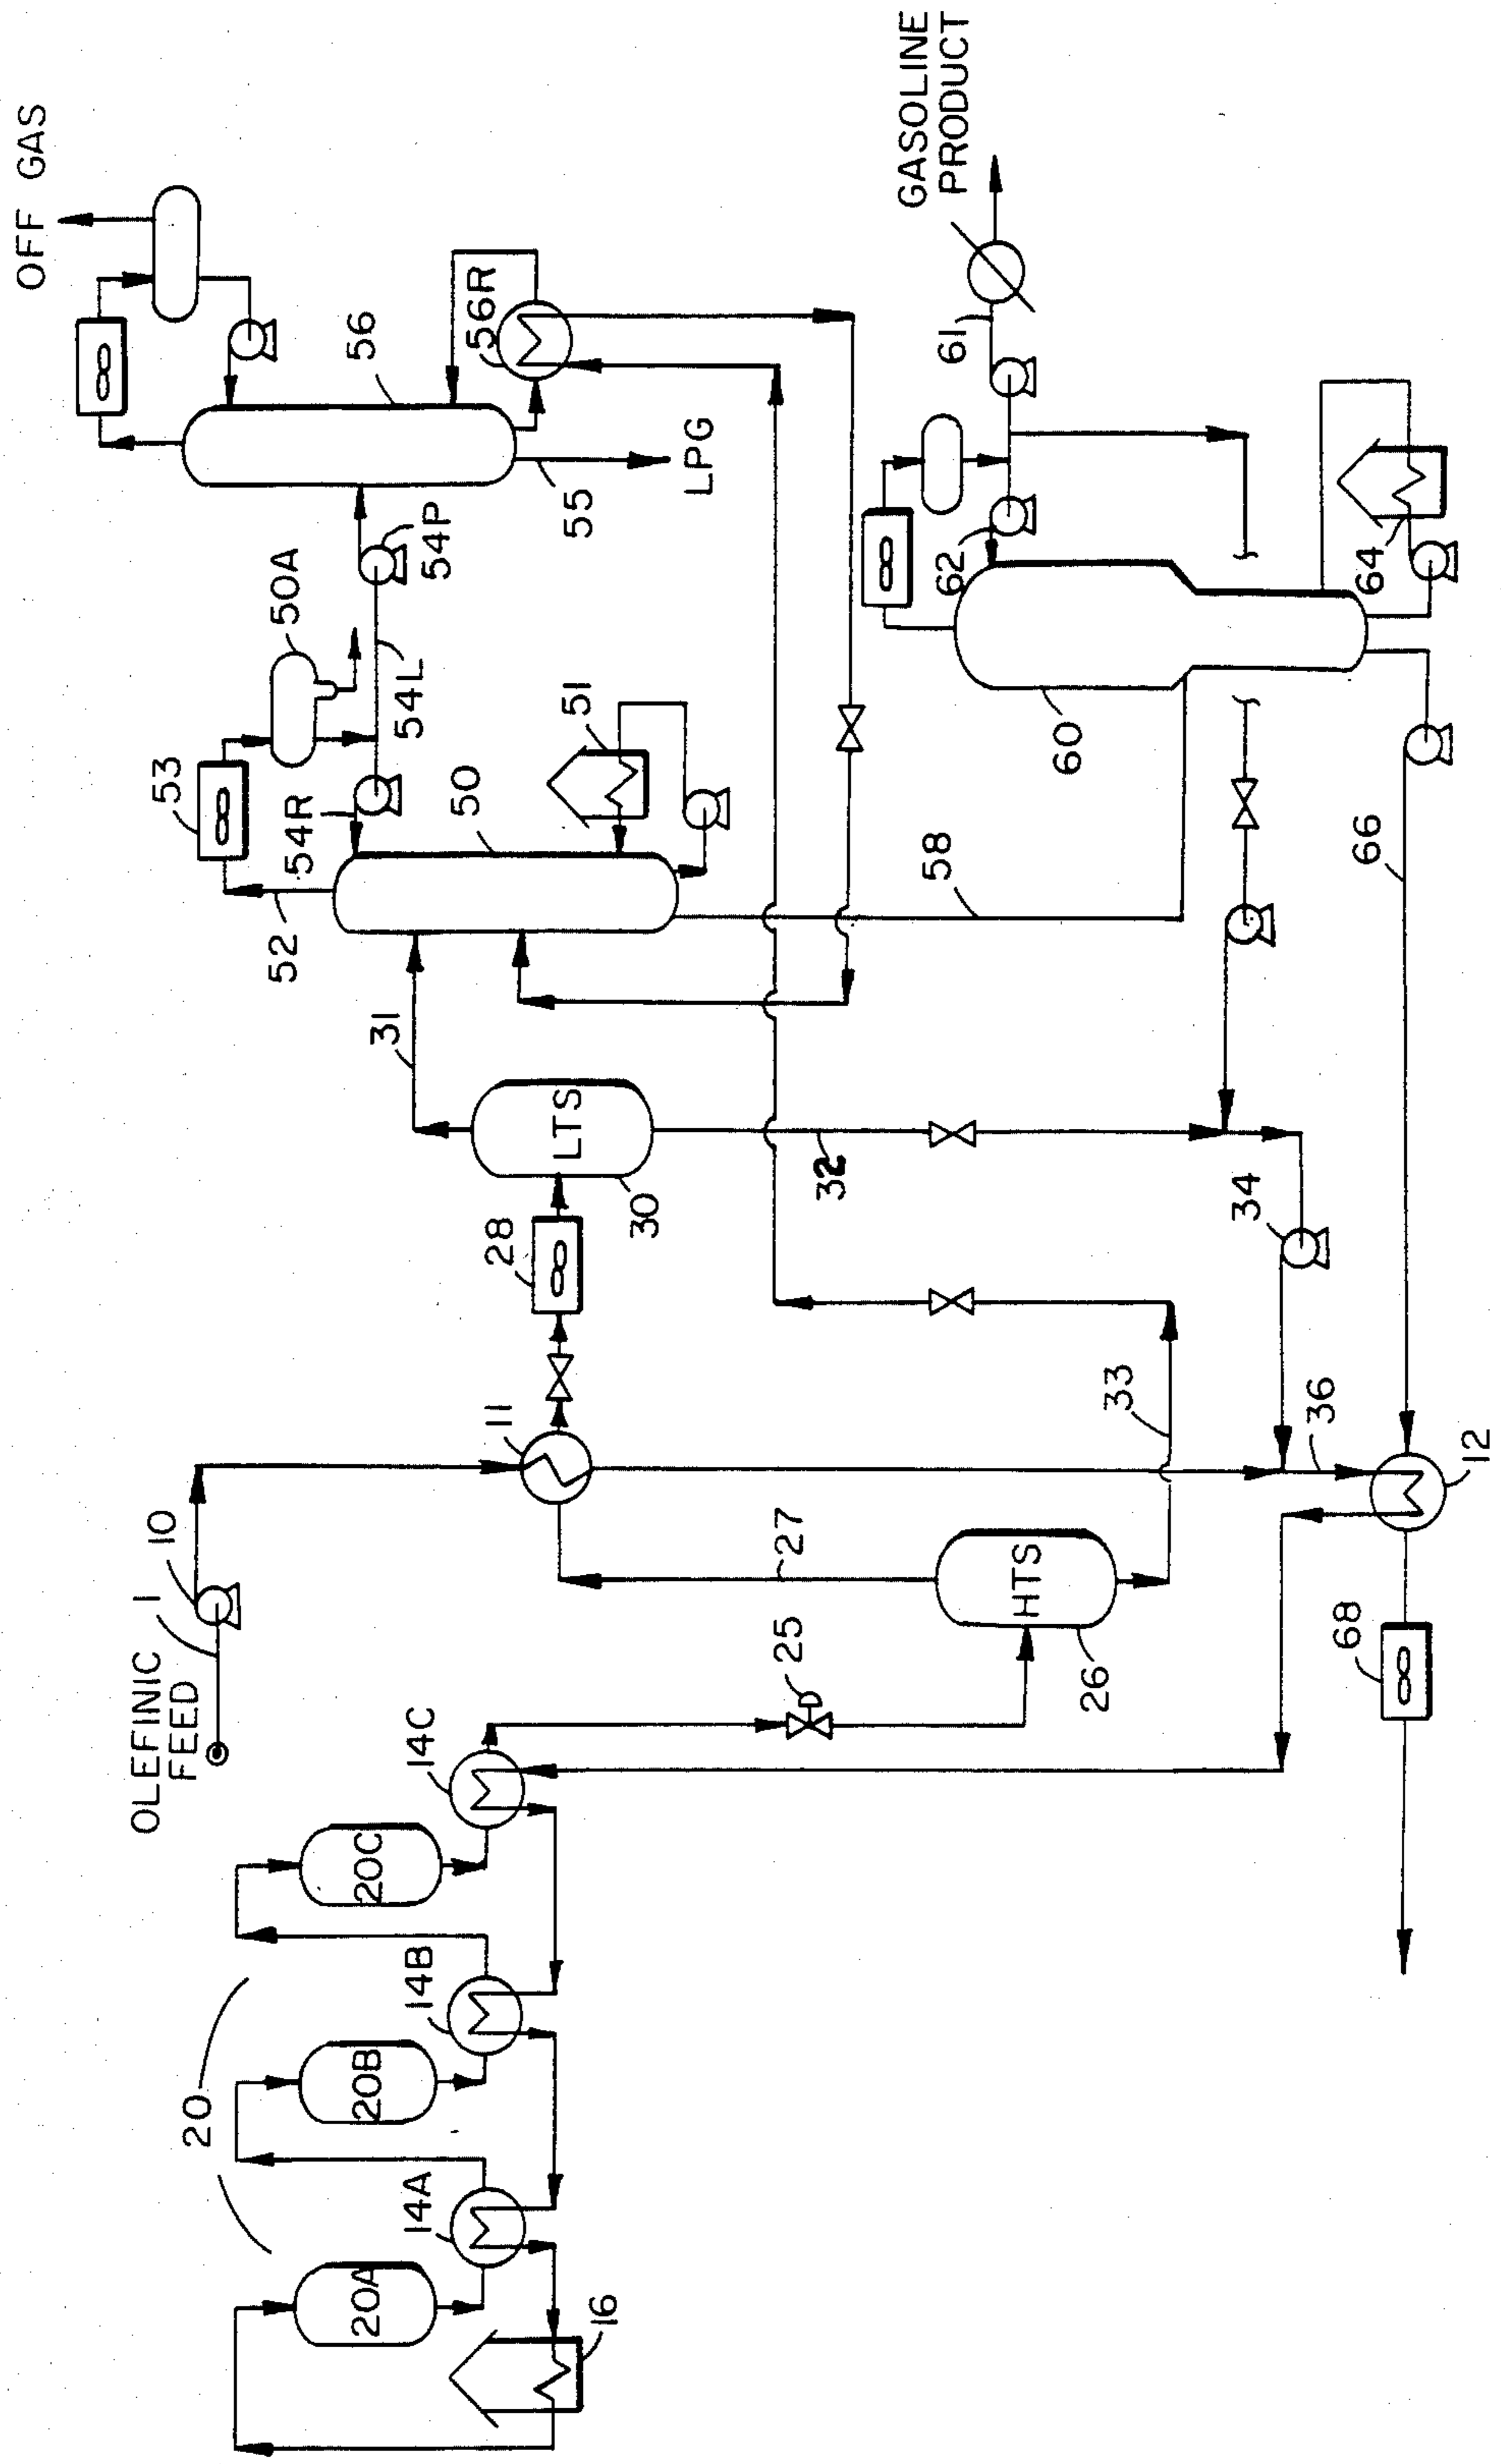 OLEFINIC
FEED
1
10
11
20
20A
20B
20C
14A
14B
14C
16
25
HTS
26
27
28
LTS
30
31
32
33
34
36
12
50
51
52
53
54R
54L
50A
54P
56
56R
OFF GAS
55
LPG
58
60
62
61
GASOLINE
PRODUCT
64
66
68